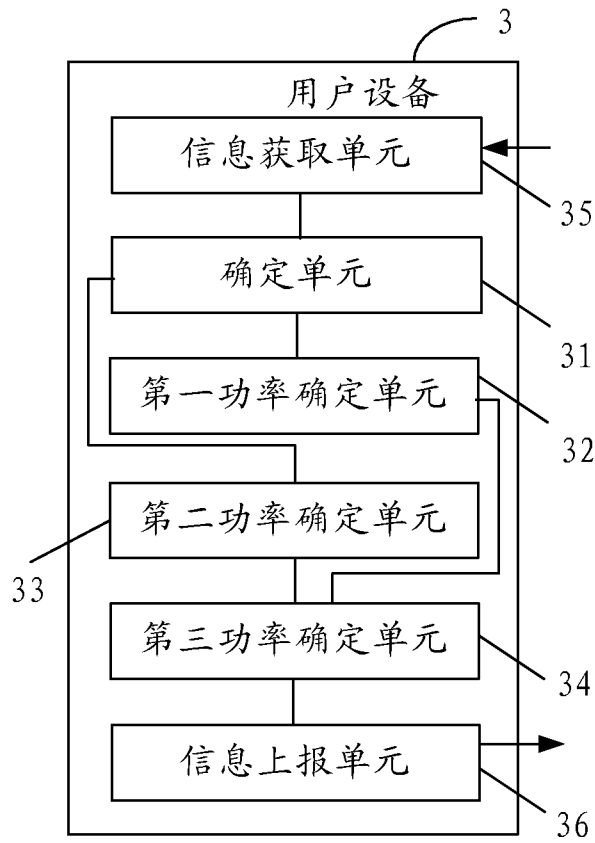 3
用户设备
信息获取单元
35
确定单元
31
第一功率确定单元
32
第二功率确定单元
33
第三功率确定单元
34
信息上报单元
36